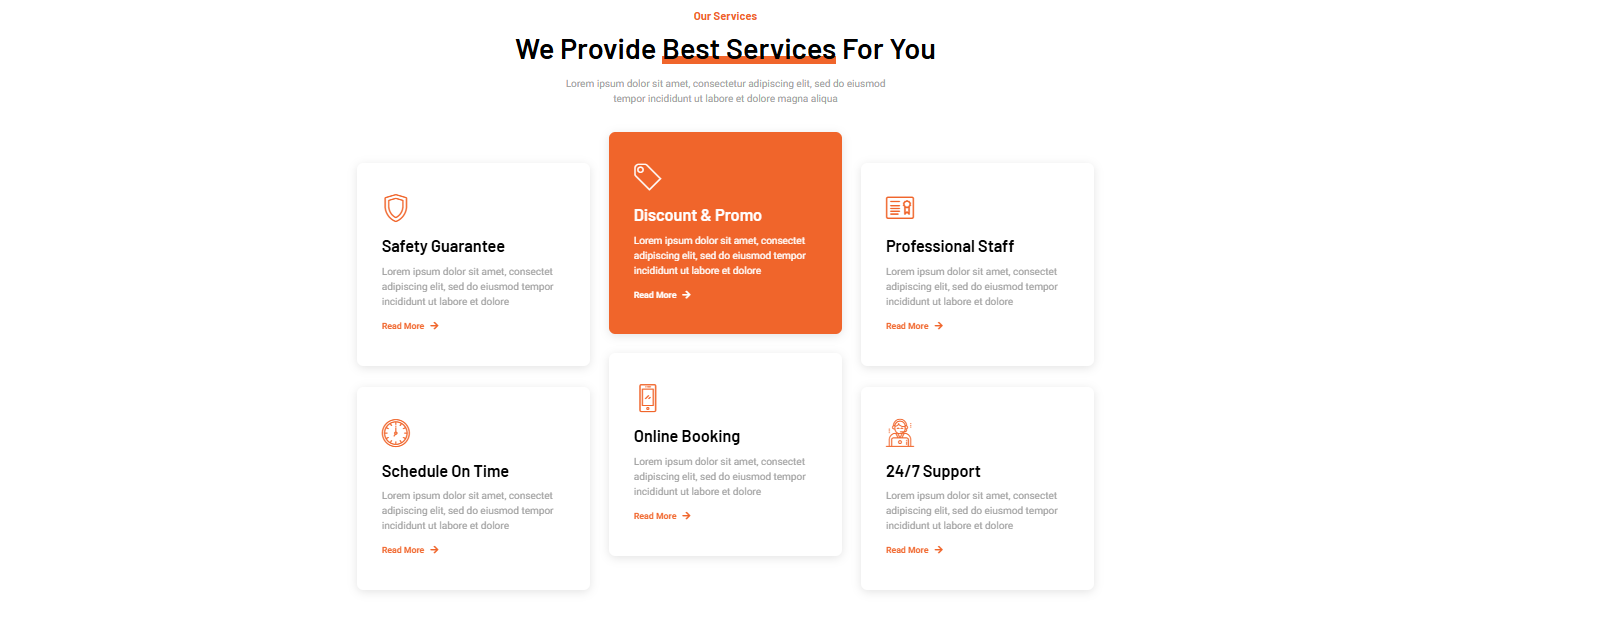 Our Services
We Provide Best Services For You
Lorem ipsum dolor sit amet, consectetur adipiscing elit, sed do eiusmod
tempor incididunt ut labore et dolore magna aliqua
Safety Guarantee
Lorem ipsum dolor sit amet, consectet
adipiscing elit, sed do eiusmod tempor
incididunt ut labore et dolore
Read More
Discount & Promo
Lorem ipsum dolor sit amet, consectet
adipiscing elit, sed do eiusmod tempor
incididunt ut labore et dolore
Read More
Professional Staff
Lorem ipsum dolor sit amet, consectet
adipiscing elit, sed do eiusmod tempor
incididunt ut labore et dolore
Read More
Schedule On Time
Lorem ipsum dolor sit amet, consectet
adipiscing elit, sed do eiusmod tempor
incididunt ut labore et dolore
Read More
Online Booking
Lorem ipsum dolor sit amet, consectet
adipiscing elit, sed do eiusmod tempor
incididunt ut labore et dolore
Read More
24/7 Support
Lorem ipsum dolor sit amet, consectet
adipiscing elit, sed do eiusmod tempor
incididunt ut labore et dolore
Read More